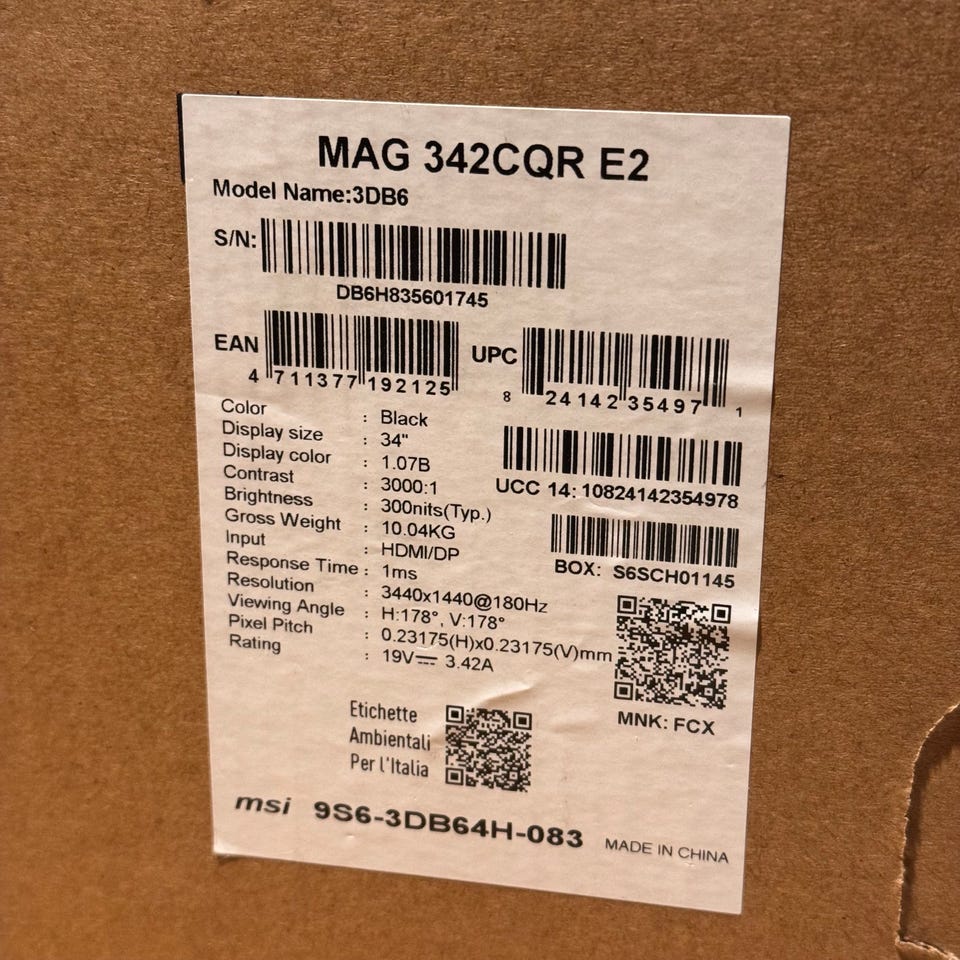 MAG 342CQR E2
Model Name:3DB6
S/N:
DB6H835601745
EAN
4 711377 192125
UPC
8 24142 35497 1
Color : Black
Display size : 34"
Display color : 1.07B
Contrast : 3000:1
Brightness : 300nits(Typ.)
Gross Weight : 10.04KG
Input : HDMI/DP
Response Time : 1ms
Resolution : 3440x1440@180Hz
Viewing Angle : H:178°, V:178°
Pixel Pitch : 0.23175(H)x0.23175(V)mm
Rating : 19V⎓ 3.42A
UCC 14: 10824142354978
BOX: S6SCH01145
MNK: FCX
Etichette
Ambientali
Per l'Italia
msi 9S6-3DB64H-083 MADE IN CHINA